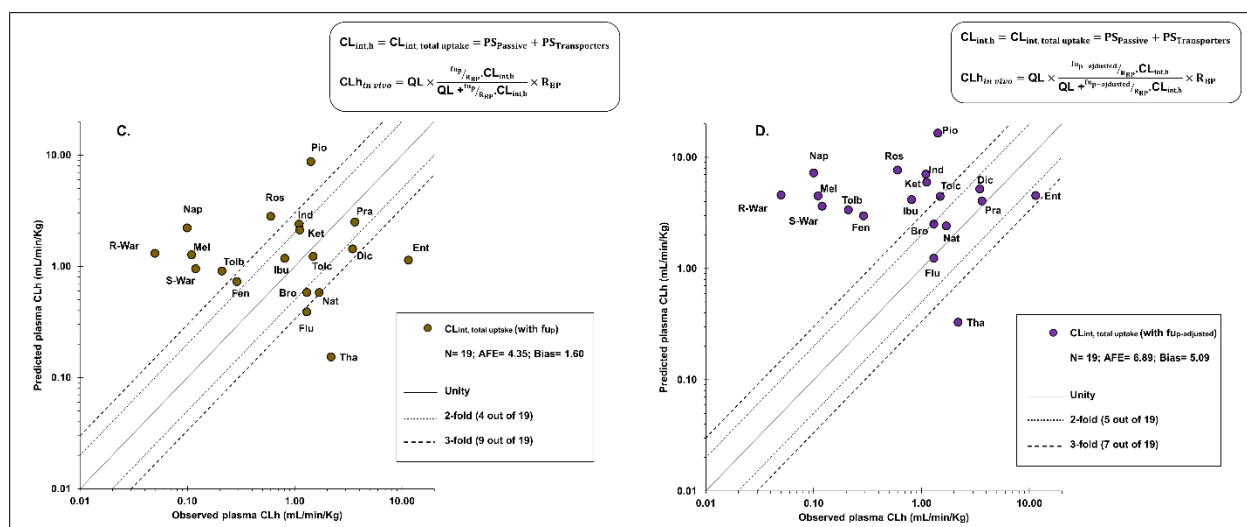 CLint,h = CLint, total uptake = PSPassive + PSTransporters
CLhin vivo = QL × fup/RBP.CLint,h / QL + fup/RBP.CLint,h × RBP
C.
Predicted plasma CLh (mL/min/Kg)
10.00
1.00
0.10
0.01
0.01
0.10
1.00
10.00
Observed plasma CLh (mL/min/Kg)
Pio
Nap
Ros
Ind
Pra
R-War
Mel
Ket
Ent
S-War
Tolb
Ibu
Tolc
Dic
Fen
Bro
Nat
Flu
Tha
CLint, total uptake (with fup)
N= 19; AFE= 4.35; Bias= 1.60
Unity
2-fold (4 out of 19)
3-fold (9 out of 19)
CLint,h = CLint, total uptake = PSPassive + PSTransporters
CLhin vivo = QL × fup-ajdusted/RBP.CLint,h / QL + fup-ajdusted/RBP.CLint,h × RBP
D.
Predicted plasma CLh (mL/min/Kg)
10.00
1.00
0.10
0.01
0.01
0.10
1.00
10.00
Observed plasma CLh (mL/min/Kg)
Pio
Nap
Ros
Ind
Ket
Tolc
Dic
R-War
Mel
Ent
S-War
Tolb
Ibu
Pra
Fen
Bro
Nat
Flu
Tha
CLint, total uptake (with fup-adjusted)
N= 19; AFE= 6.89; Bias= 5.09
Unity
2-fold (5 out of 19)
3-fold (7 out of 19)